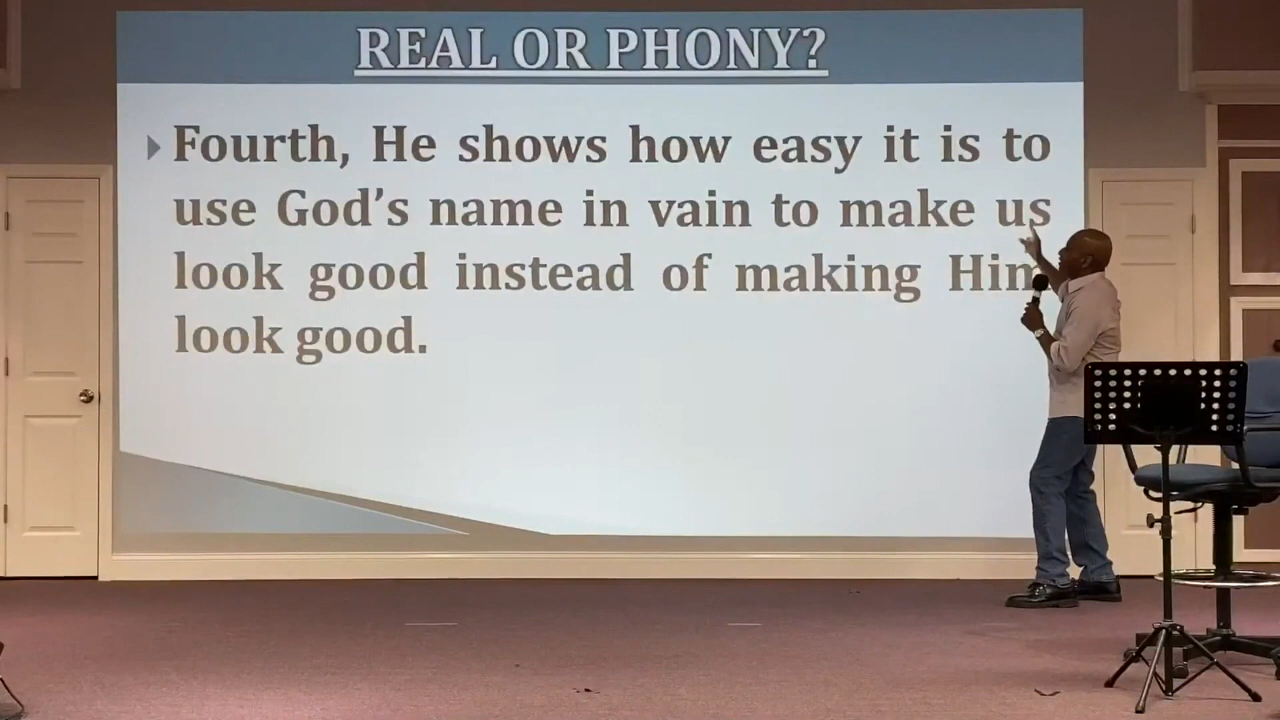 REAL OR PHONY?
Fourth, He shows how easy it is to
use God's name in vain to make us
look good instead of making Him
look good.